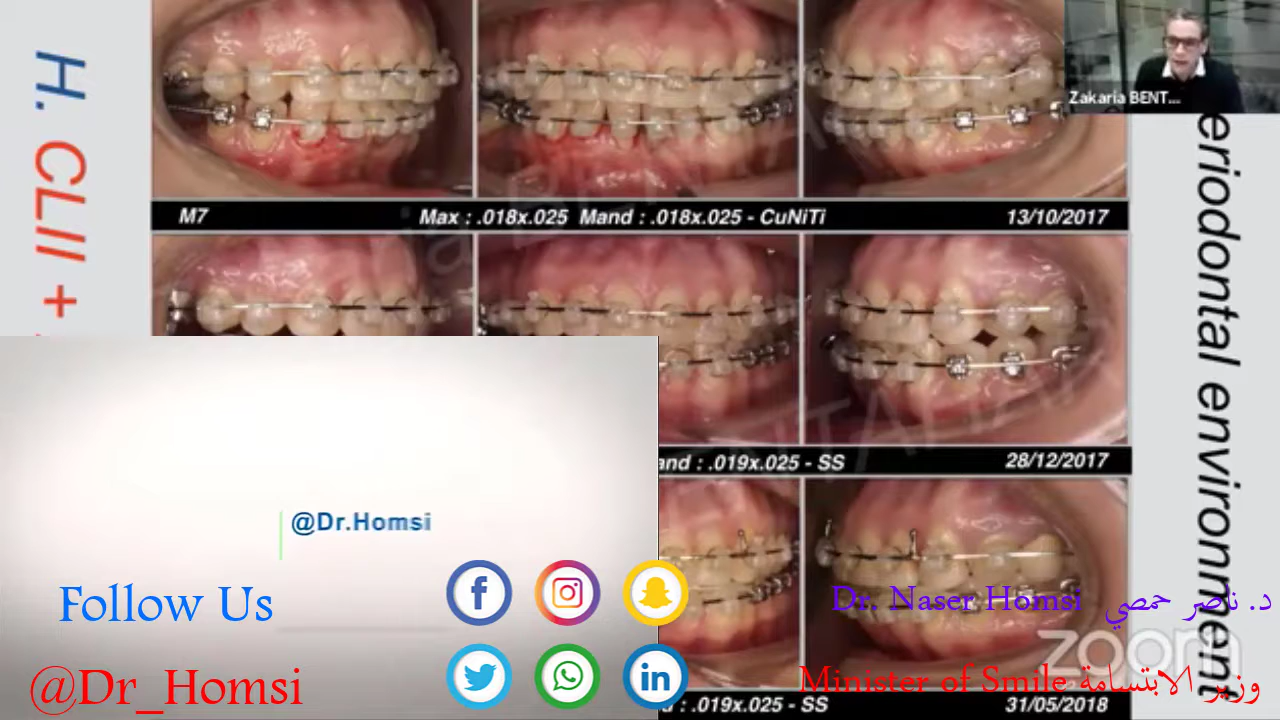 H. CLII +
Zakaria BENT...
M7
Max : .018x.025 Mand : .018x.025 - CuNiTi
13/10/2017
eriodontal environment
and : .019x.025 - SS
28/12/2017
@Dr.Homsi
Follow Us
@Dr_Homsi
Dr. Naser Homsi د. ناصر حمصي
zoom
Minister of Smile وزير الابتسامة
: .019x.025 - SS
31/05/2018